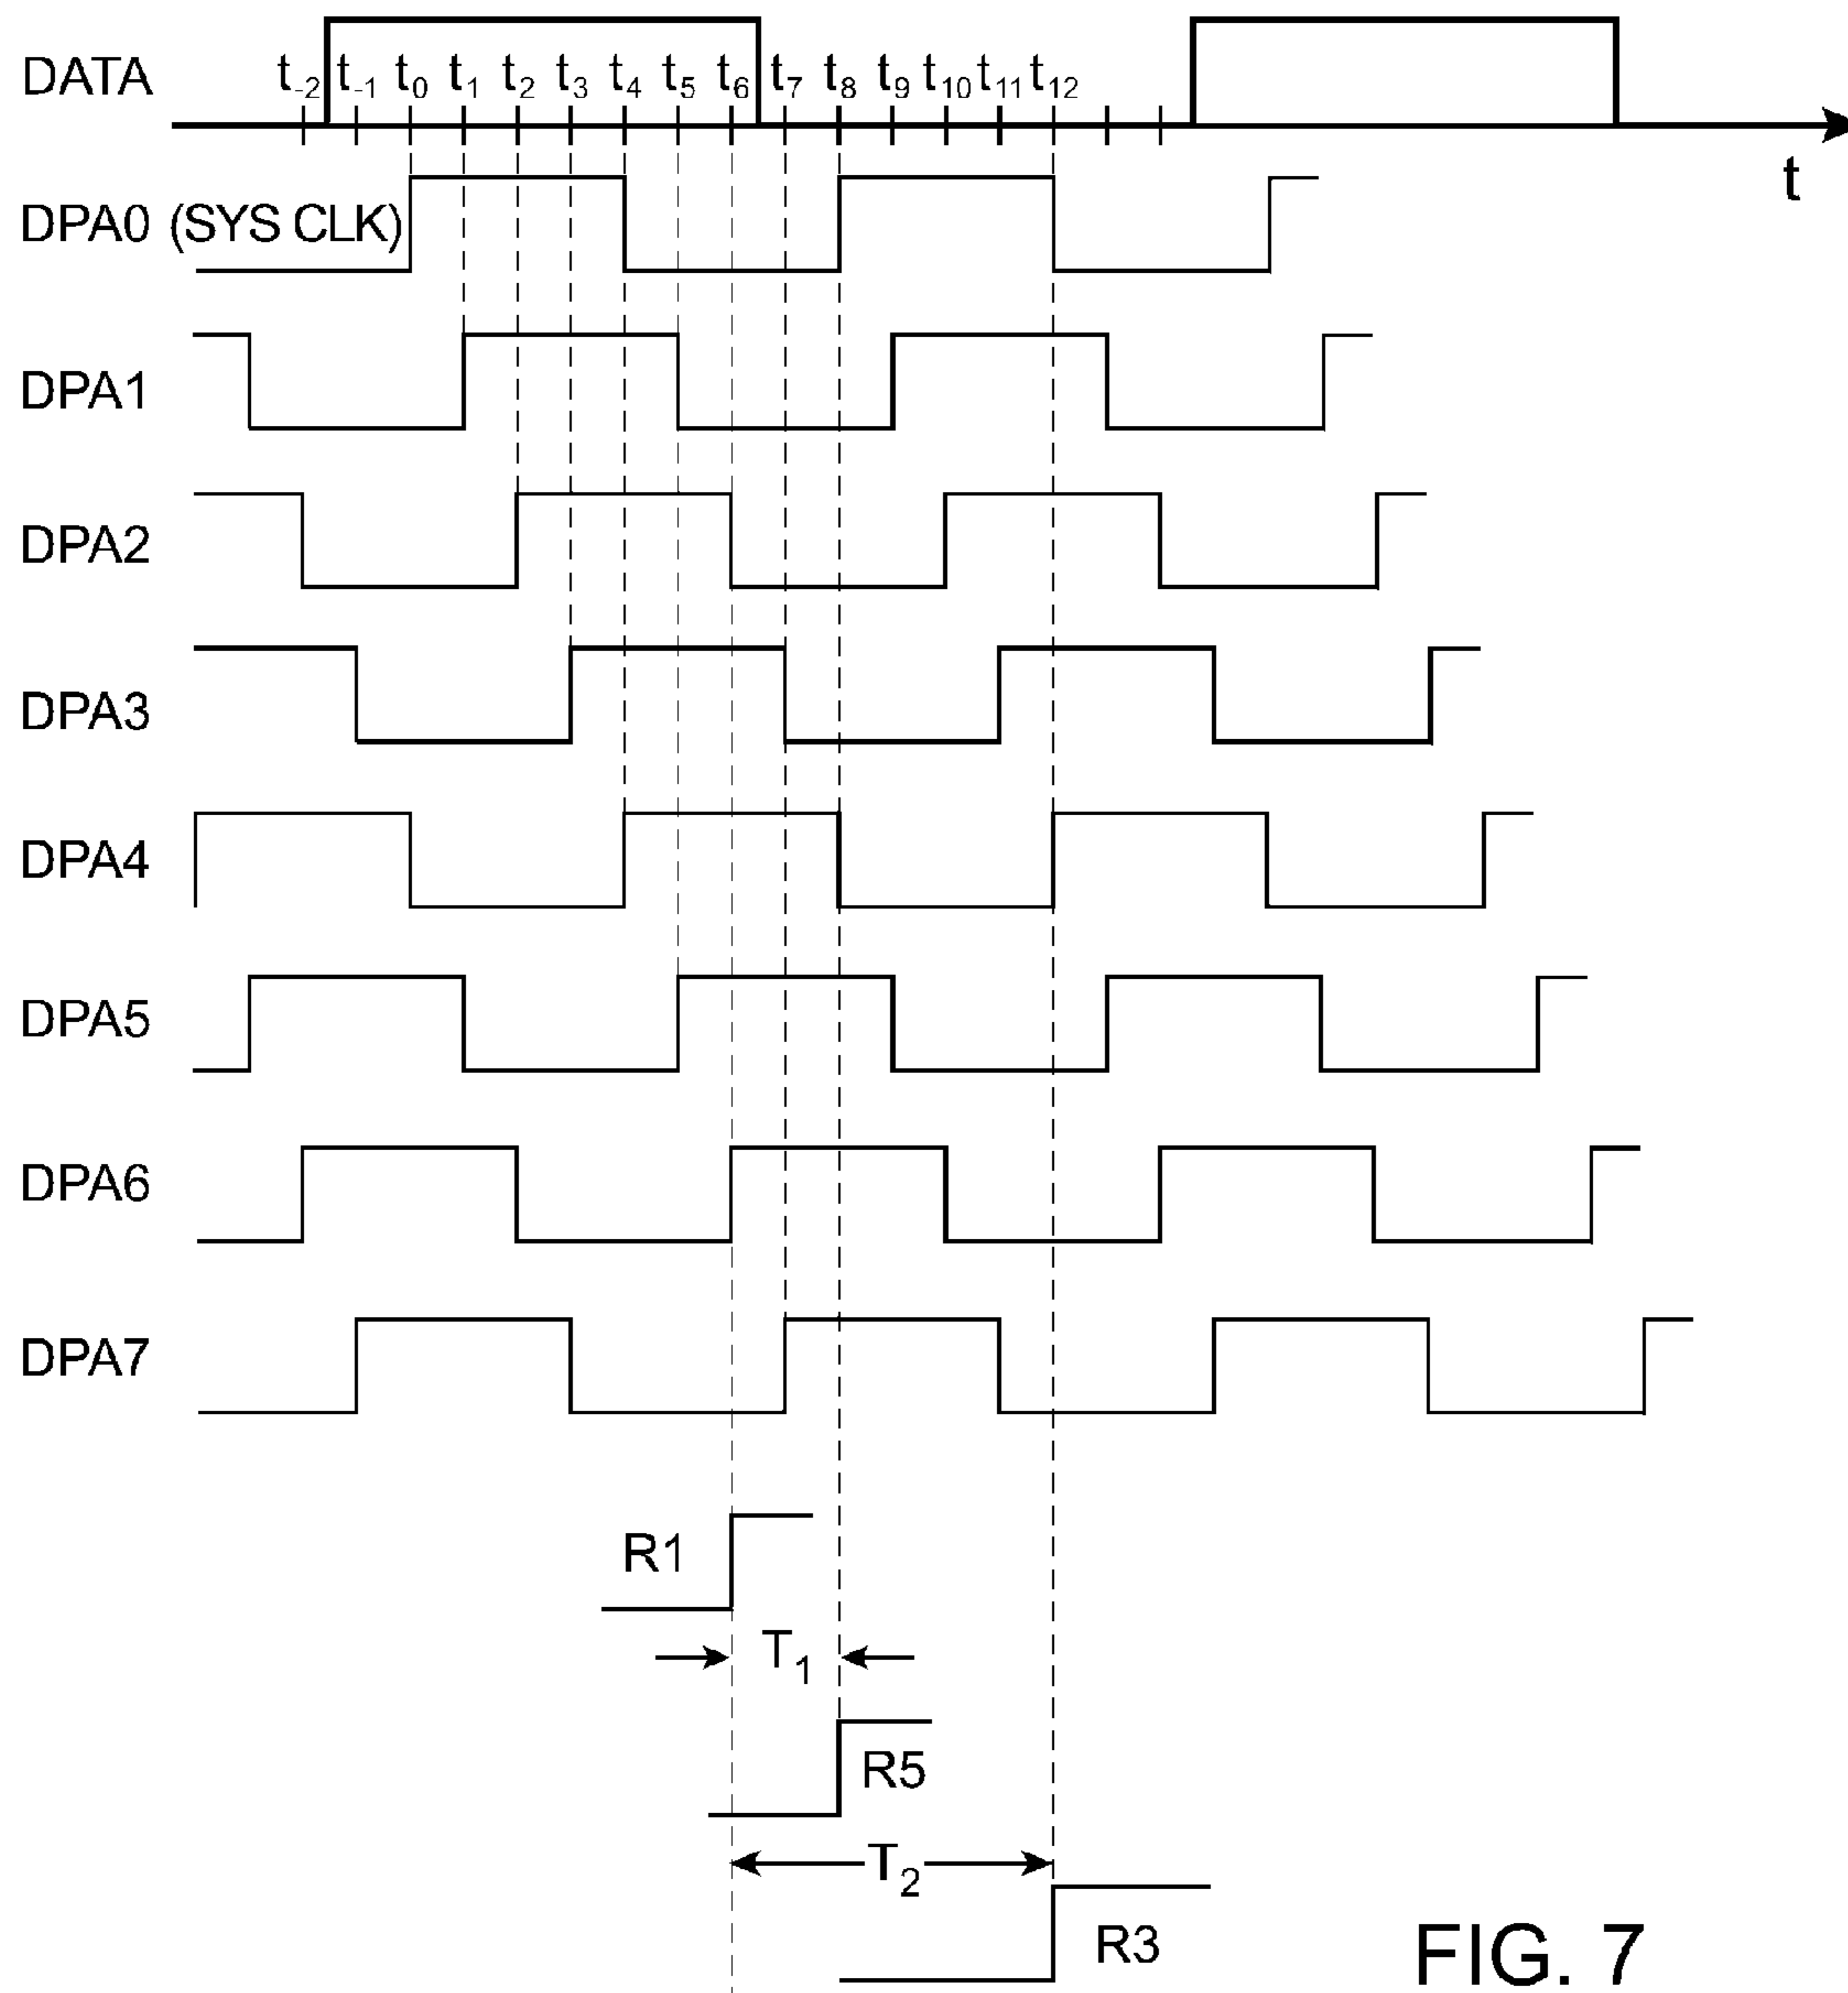 DATA
t-2 t-1 t0 t1 t2 t3 t4 t5 t6 t7 t8 t9 t10 t11 t12
t
DPA0 (SYS CLK)
DPA1
DPA2
DPA3
DPA4
DPA5
DPA6
DPA7
R1
T1
R5
T2
R3
FIG. 7